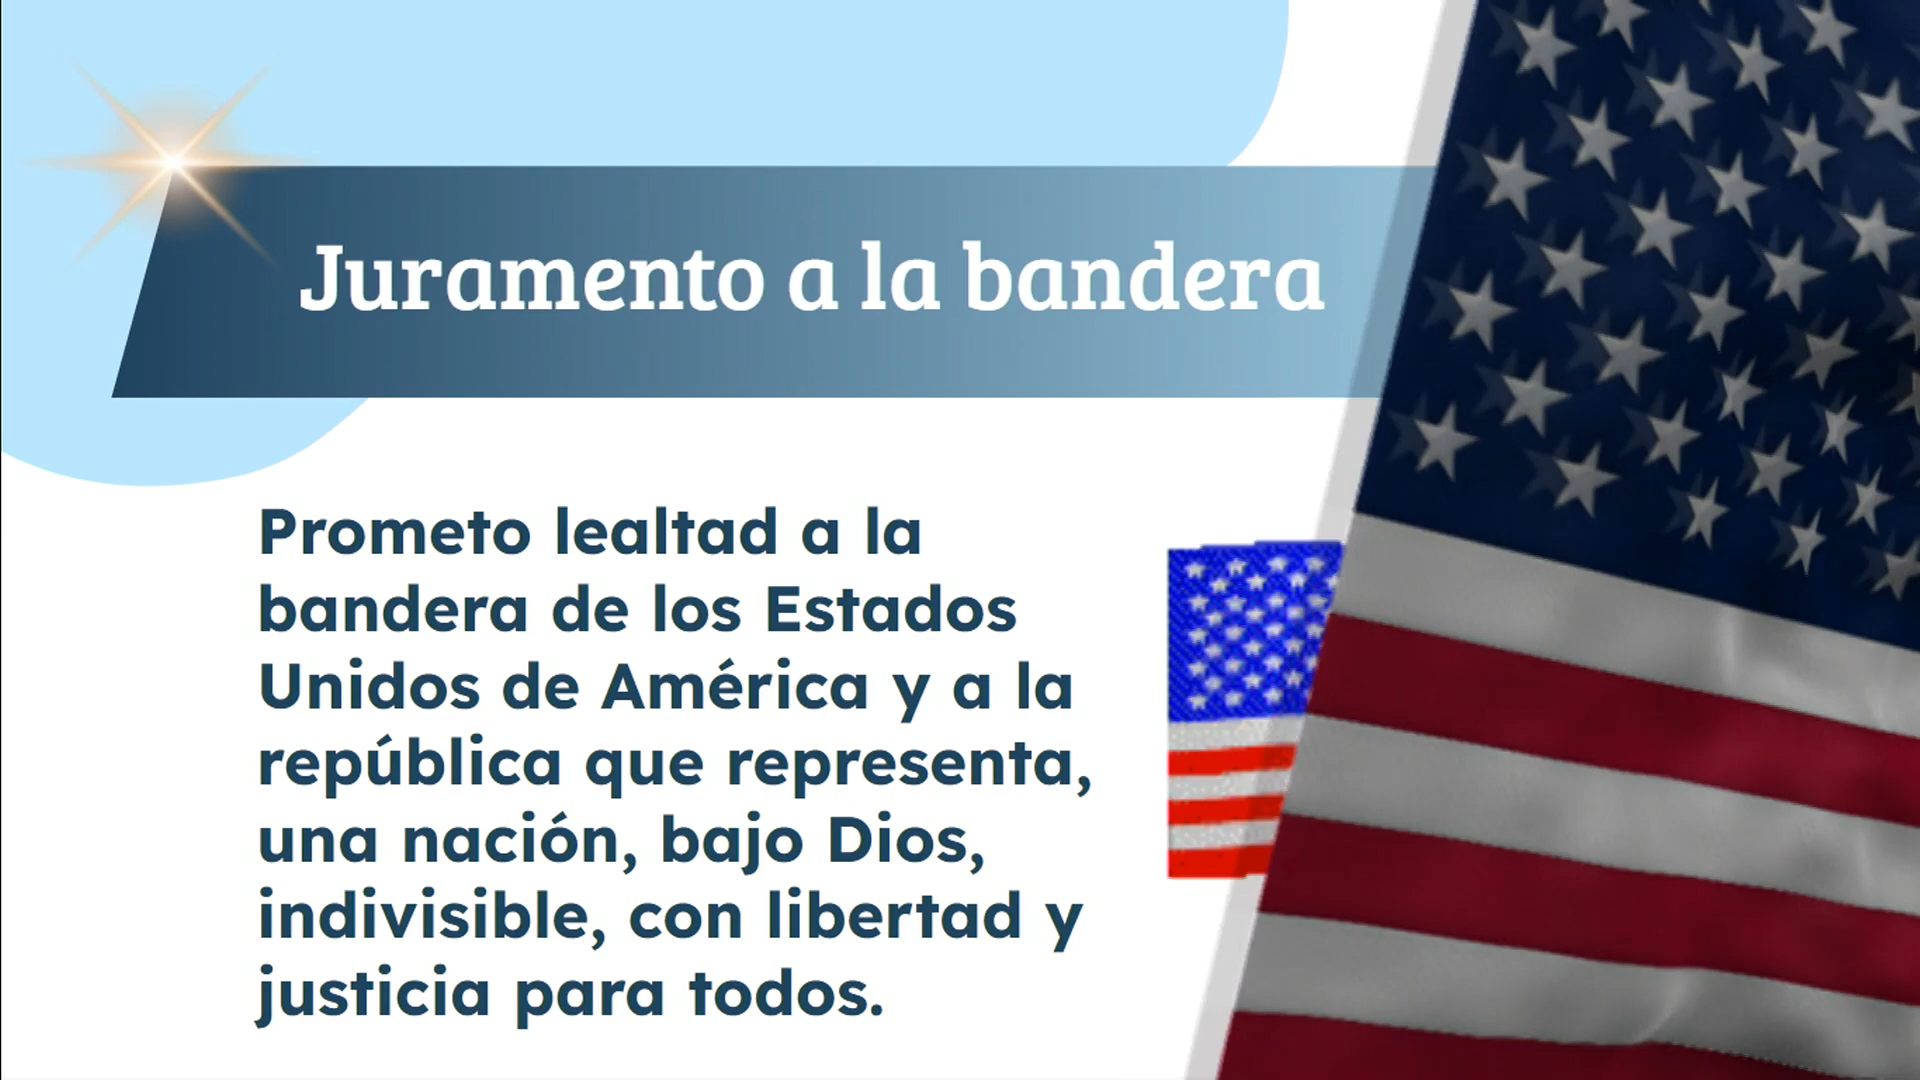 Juramento a la bandera
Prometo lealtad a la
bandera de los Estados
Unidos de América y a la
república que representa,
una nación, bajo Dios,
indivisible, con libertad y
justicia para todos.